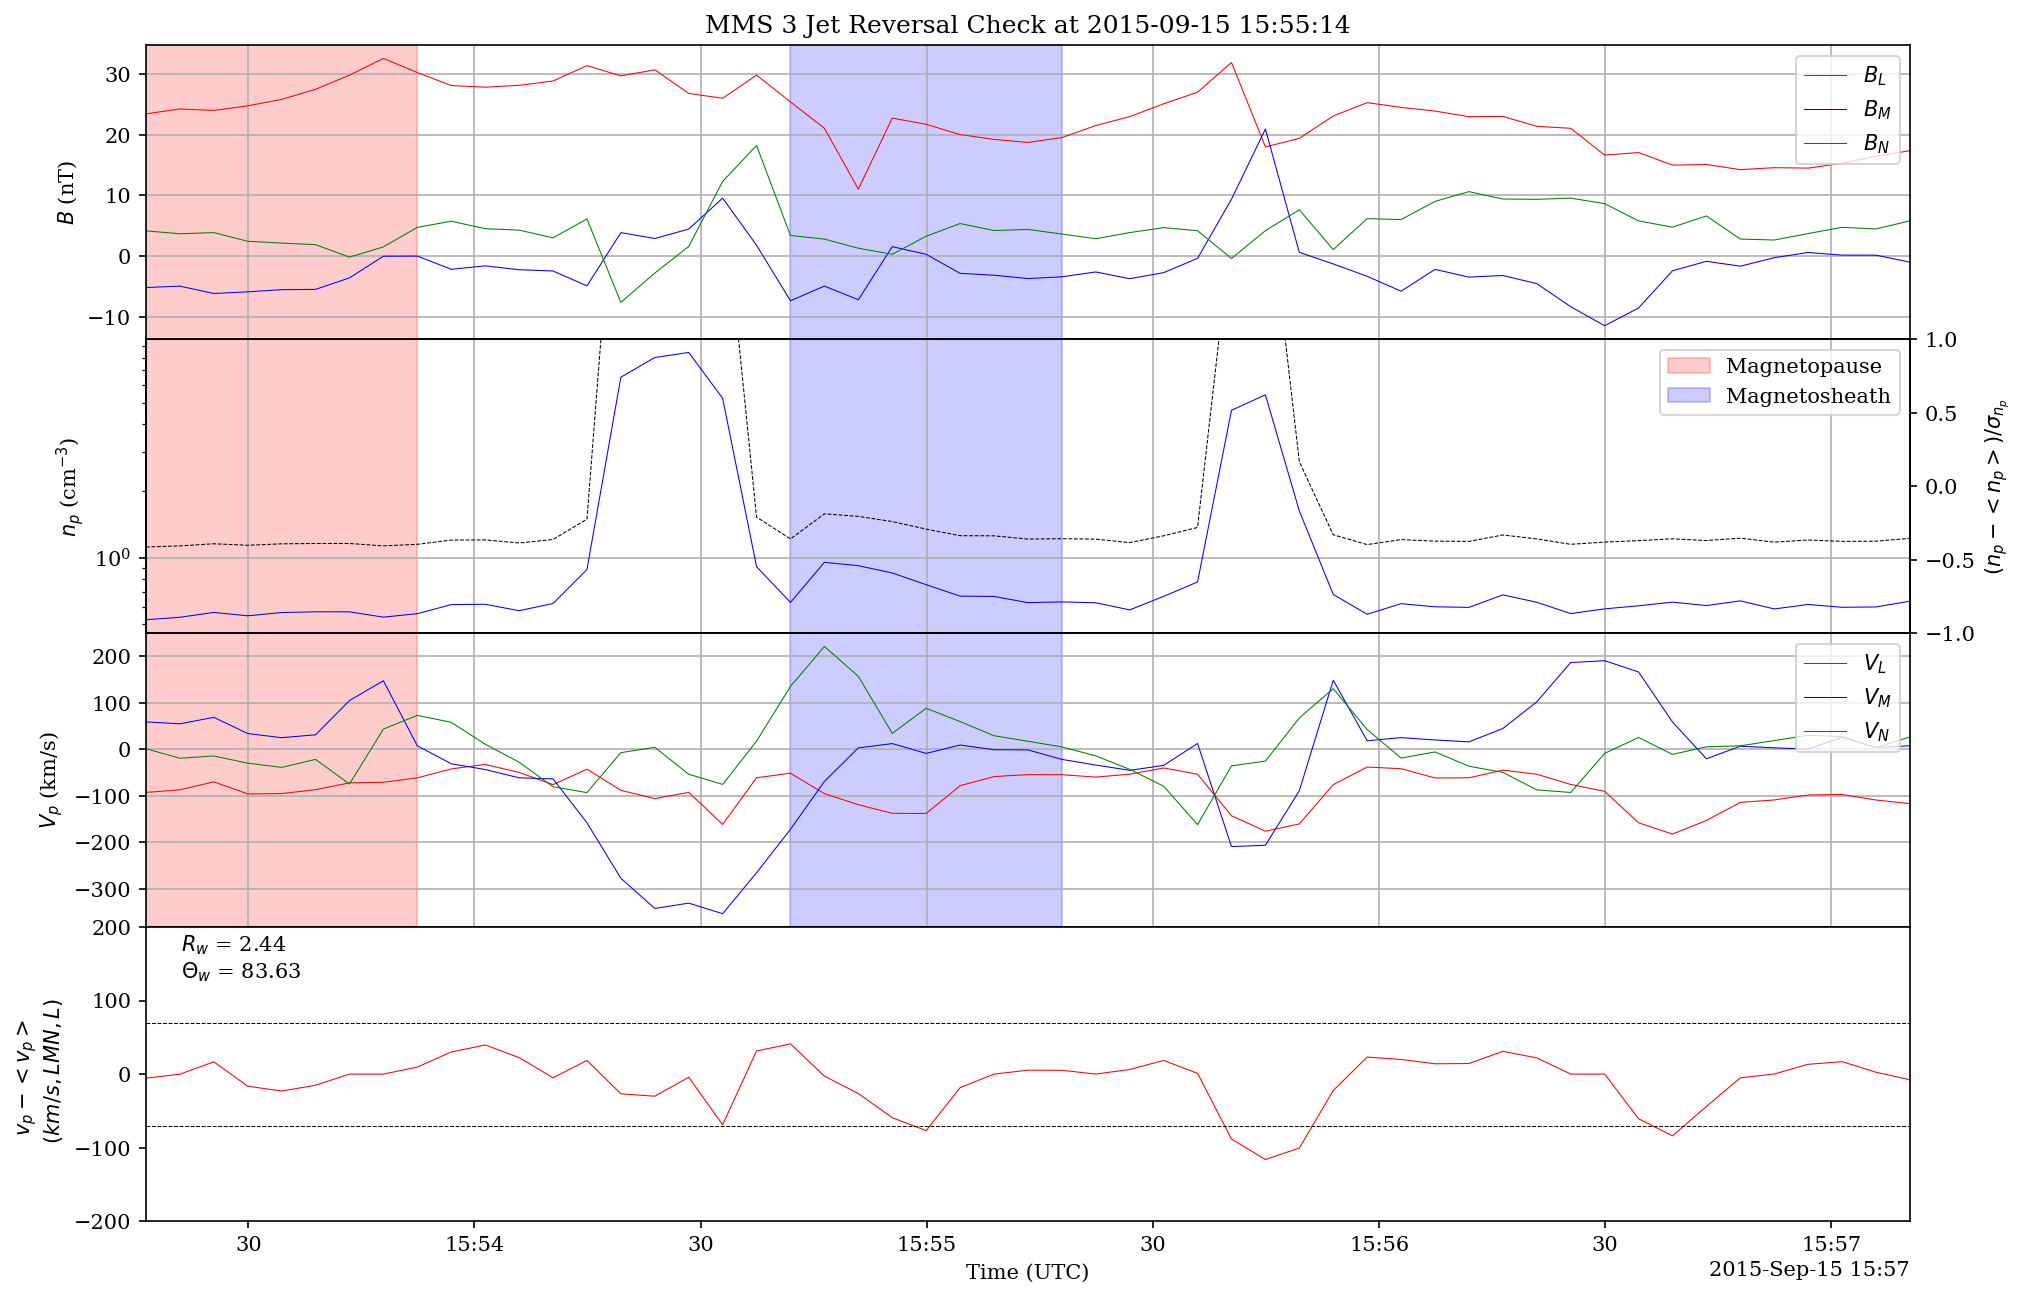 MMS 3 Jet Reversal Check at 2015-09-15 15:55:14
30
20
10
0
−10
B (nT)
B_L
B_M
B_N
10^0
n_p (cm^{−3})
Magnetopause
Magnetosheath
1.0
0.5
0.0
−0.5
−1.0
(n_p − < n_p >)/σ_{n_p}
200
100
0
−100
−200
−300
V_p (km/s)
V_L
V_M
V_N
R_w = 2.44
Θ_w = 83.63
200
100
0
−100
−200
v_p − < v_p >
(km/s, LMN, L)
30 15:54 30 15:55 30 15:56 30 15:57
Time (UTC)
2015-Sep-15 15:57